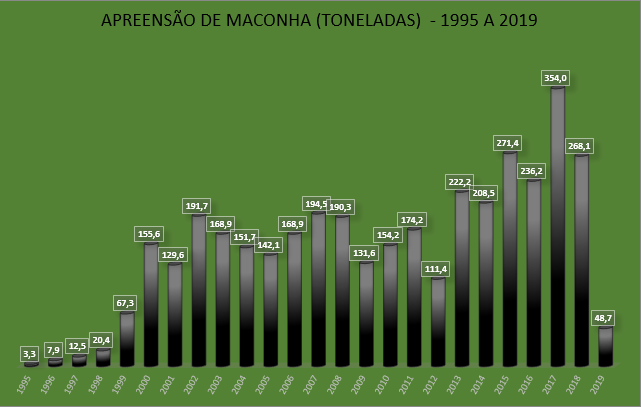 APREENSÃO DE MACONHA (TONELADAS) - 1995 A 2019
3,3 7,9 12,5 20,4 67,3 155,6 129,6 191,7 168,9 151,7 142,1 168,9 194,5 190,3 131,6 154,2 174,2 111,4 222,2 208,5 271,4 236,2 354,0 268,1 48,7
1995 1996 1997 1998 1999 2000 2001 2002 2003 2004 2005 2006 2007 2008 2009 2010 2011 2012 2013 2014 2015 2016 2017 2018 2019